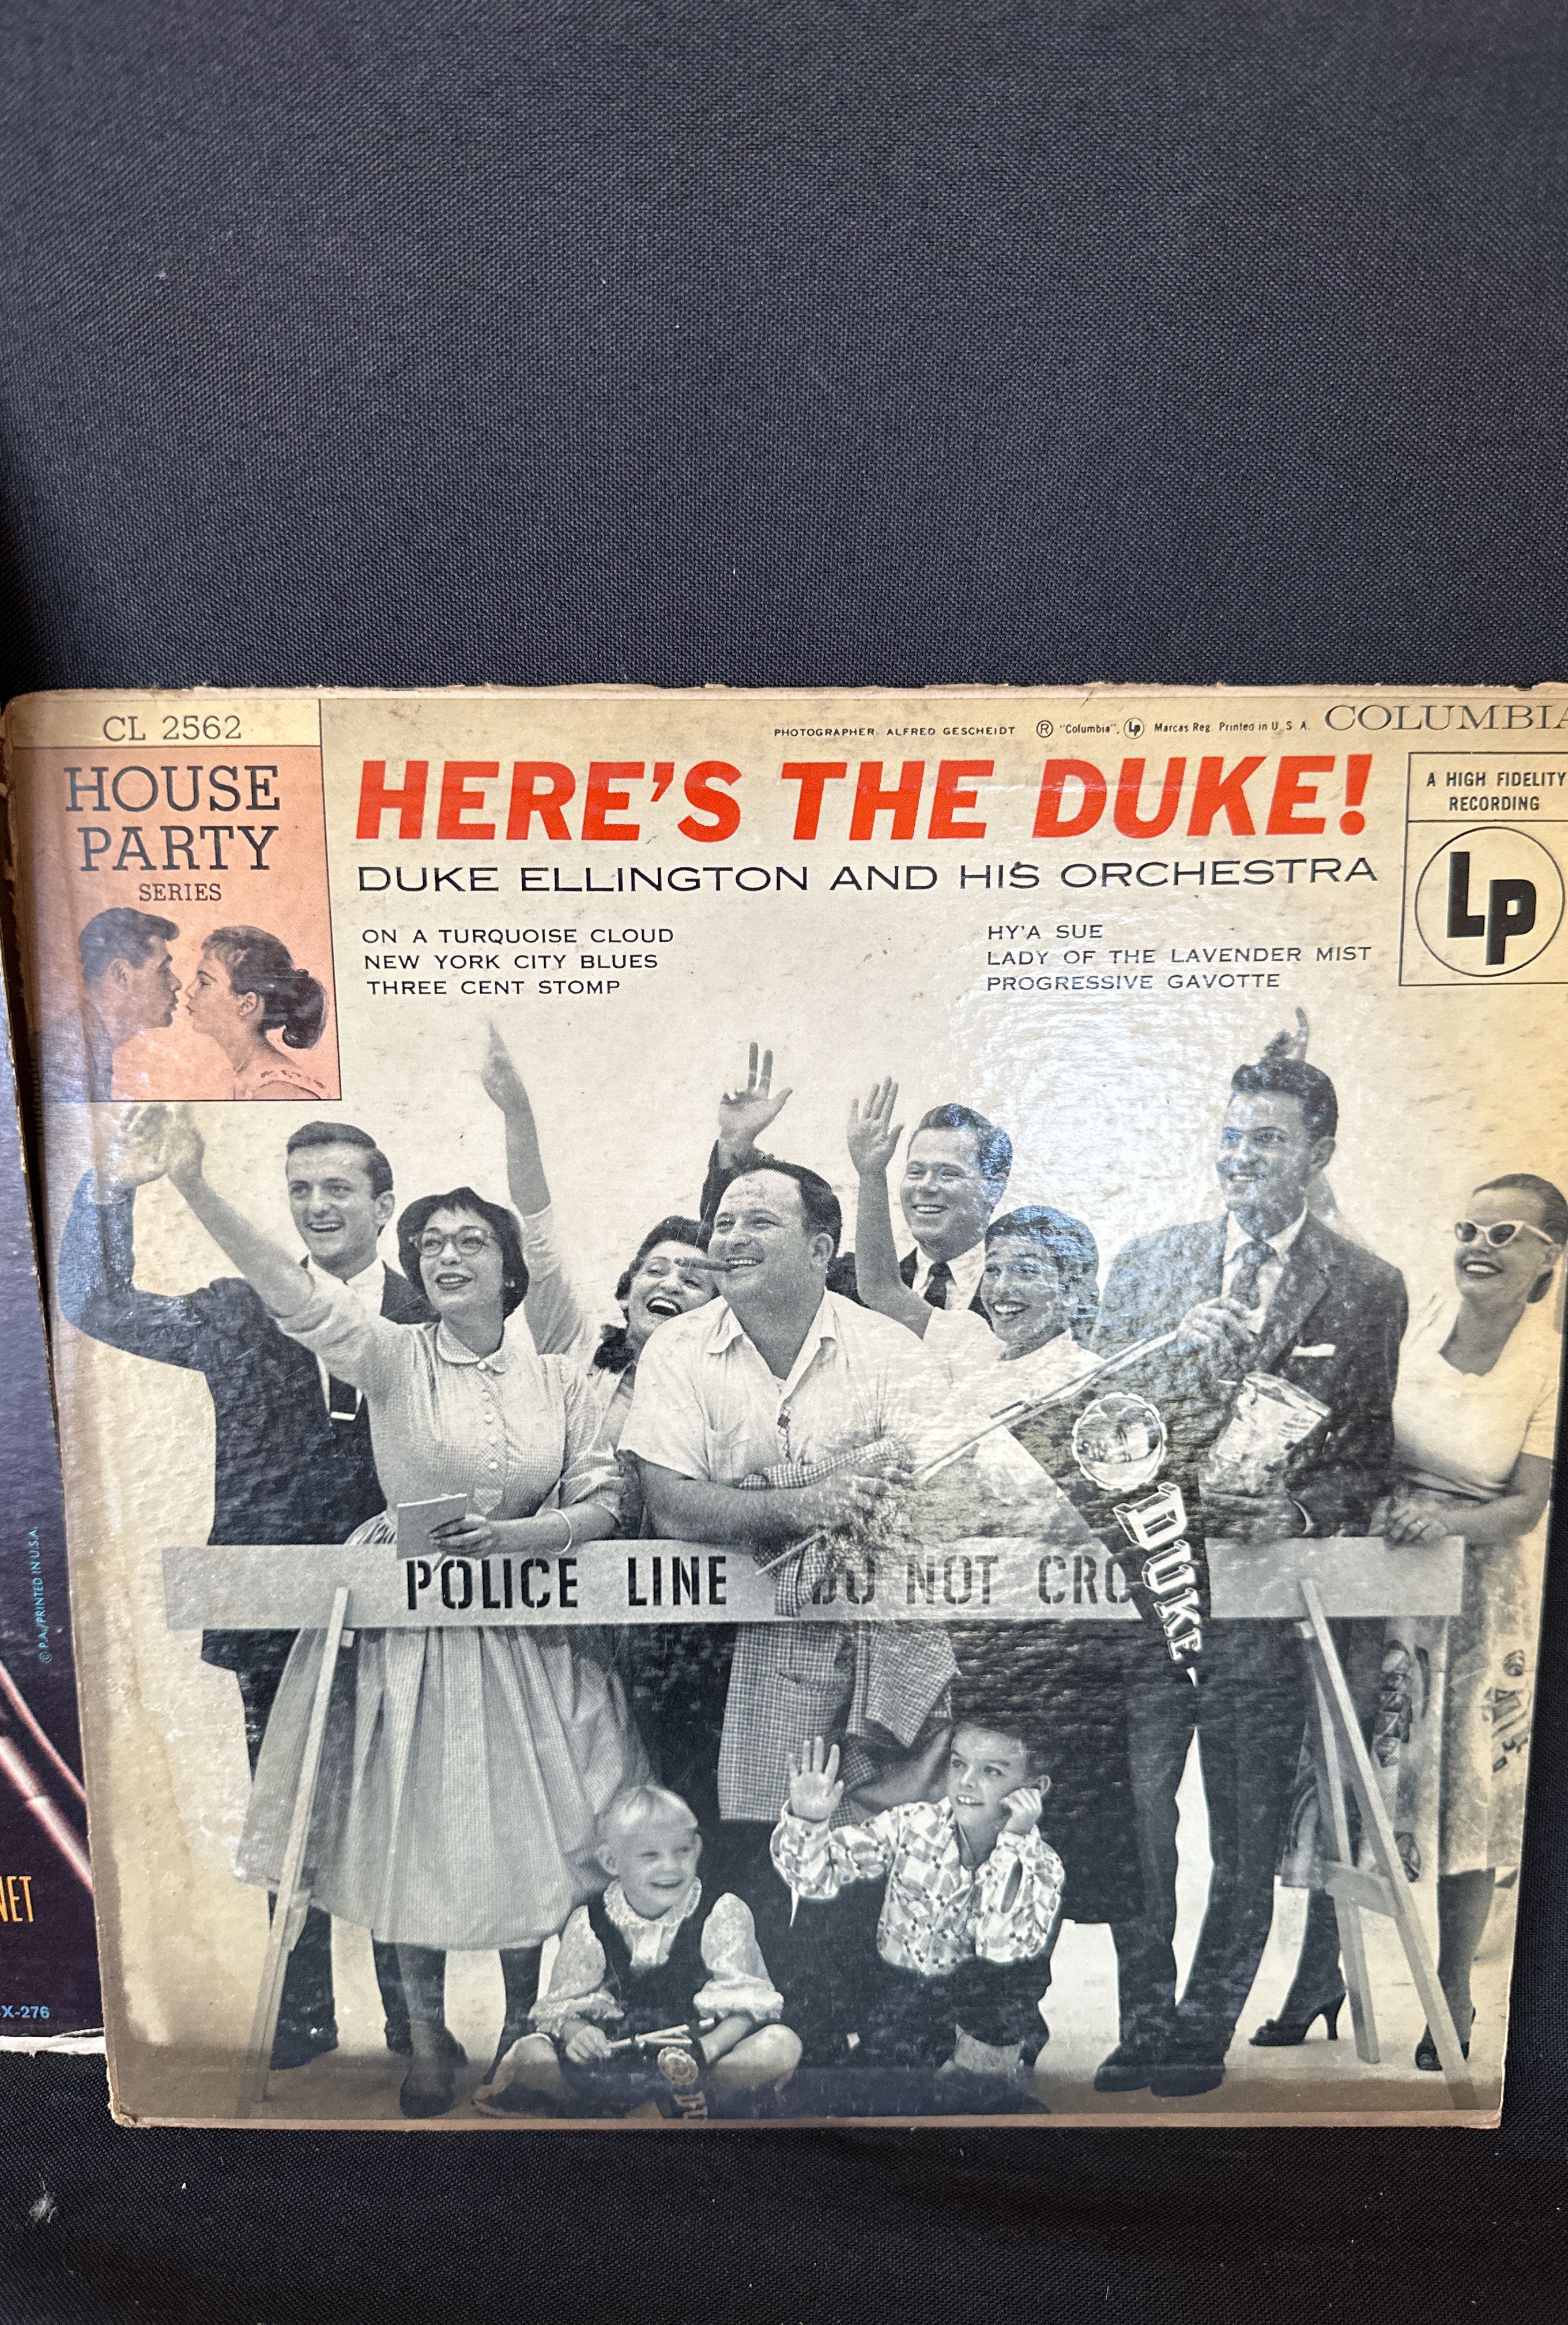 CL 2562
HOUSE
PARTY
SERIES
PHOTOGRAPHER- ALFRED GESCHEIDT ® "Columbia", Lp Marcas Reg. Printed in U. S. A.
COLUMBIA
HERE'S THE DUKE!
DUKE ELLINGTON AND HIS ORCHESTRA
A HIGH FIDELITY
RECORDING
Lp
ON A TURQUOISE CLOUD
NEW YORK CITY BLUES
THREE CENT STOMP
HY'A SUE
LADY OF THE LAVENDER MIST
PROGRESSIVE GAVOTTE
POLICE LINE DO NOT CRO
DUKE
DU
© P.A./PRINTED IN U.S.A.
NET
X-276